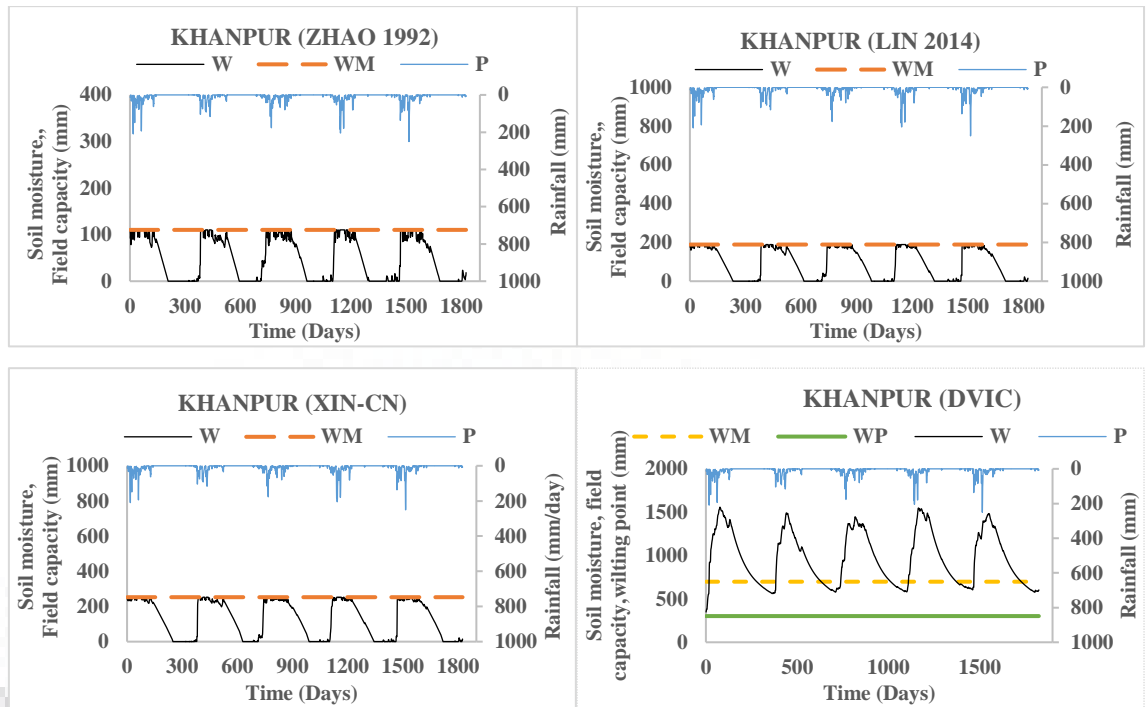 KHANPUR (ZHAO 1992)
W WM P
400
300
200
100
0
0
200
400
600
800
1000
0 300 600 900 1200 1500 1800
Soil moisture,,
Field capacity (mm)
Rainfall (mm)
Time (Days)
KHANPUR (LIN 2014)
W WM P
1000
800
600
400
200
0
0
200
400
600
800
1000
0 300 600 900 1200 1500 1800
Soil moisture,,
Field capacity (mm)
Rainfall (mm)
Time (Days)
KHANPUR (XIN-CN)
W WM P
1000
800
600
400
200
0
0
200
400
600
800
1000
0 300 600 900 1200 1500 1800
Soil moisture,
Field capacity (mm)
Rainfall (mm/day)
Time (Days)
KHANPUR (DVIC)
WM WP W P
2000
1500
1000
500
0
0
200
400
600
800
1000
0 500 1000 1500
Soil moisture, field
capacity,wilting point (mm)
Rainfall (mm)
Time (Days)